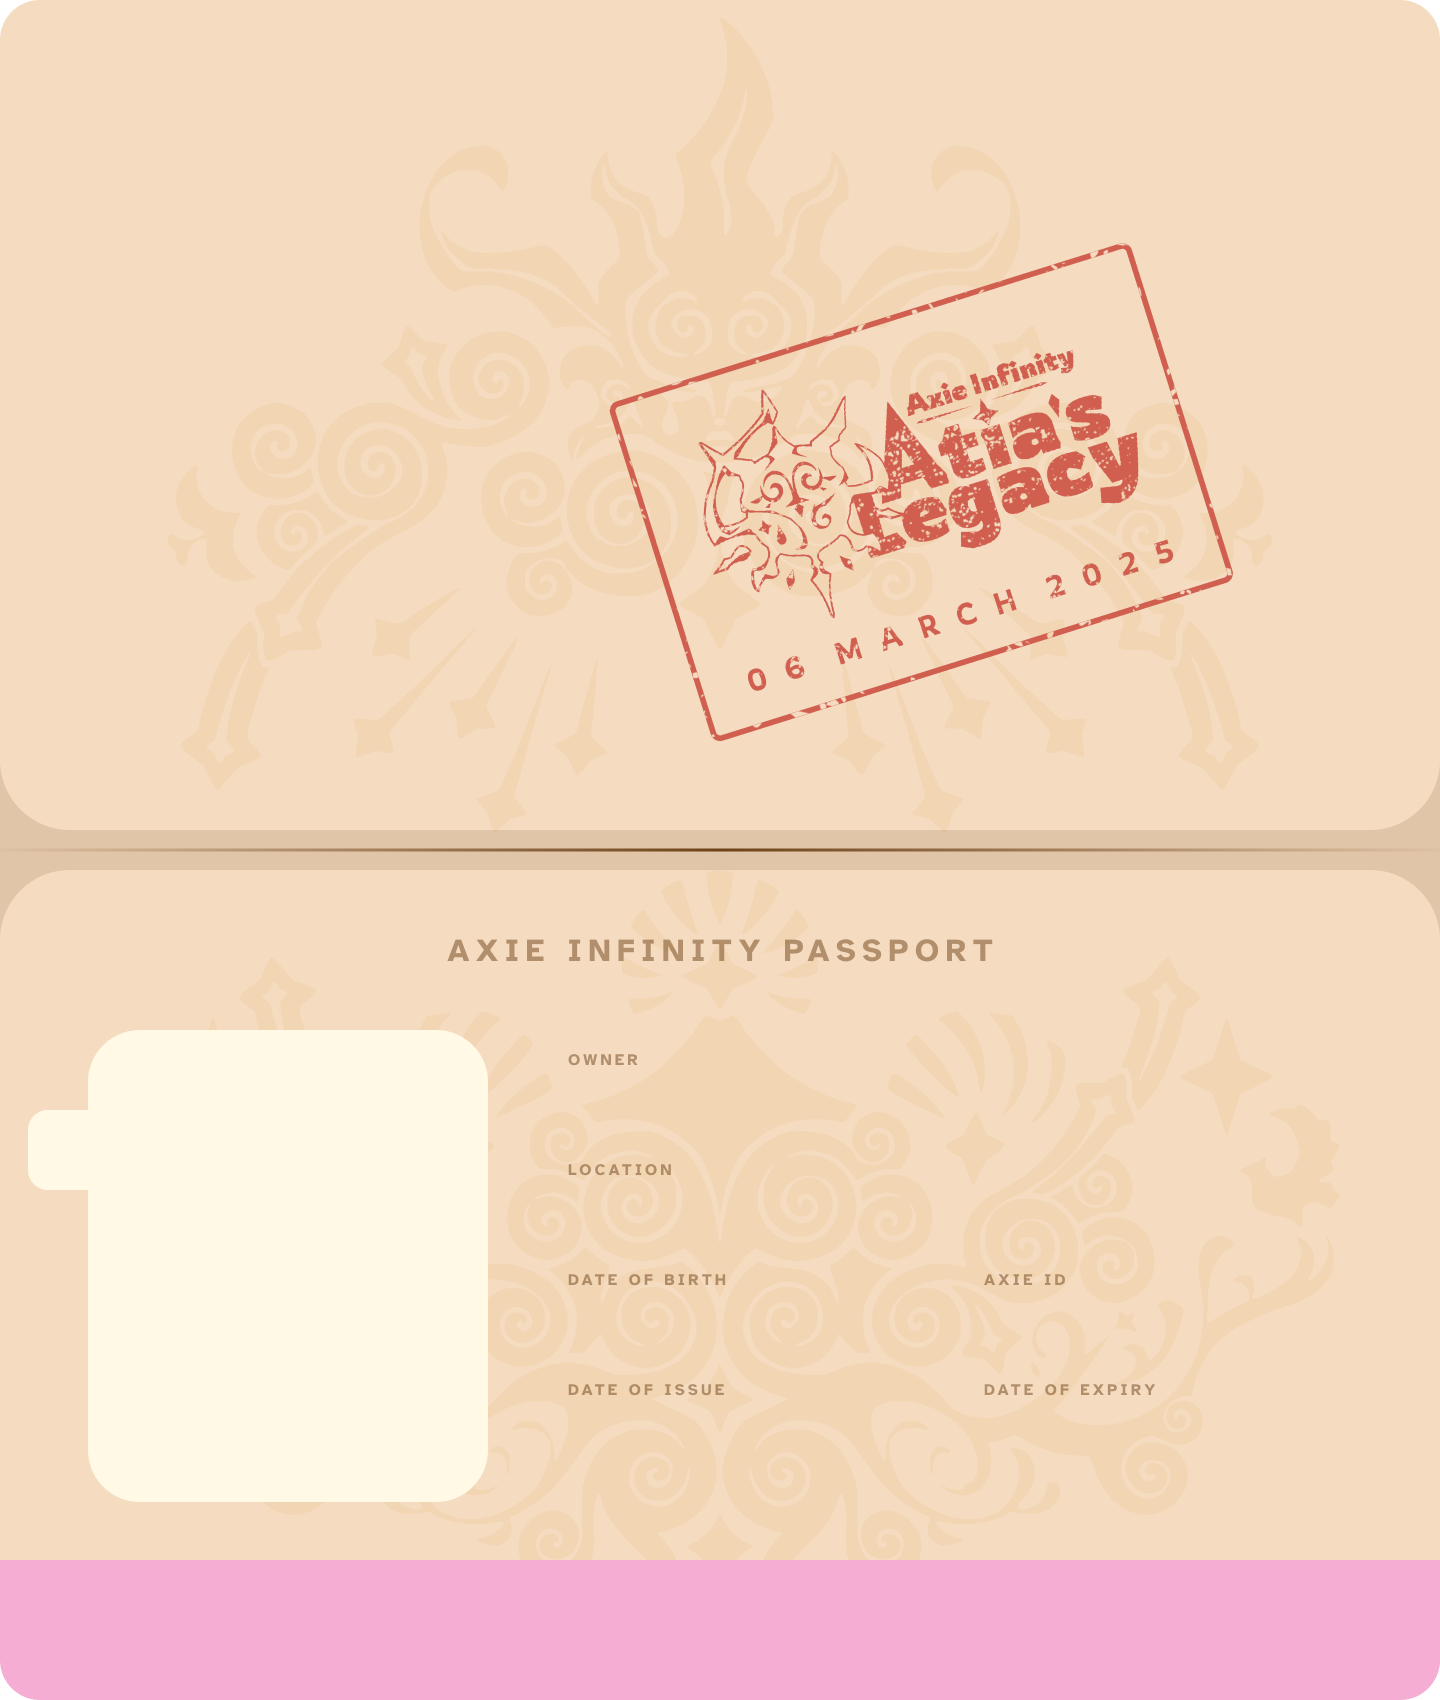 Axie Infinity
Atia's
Legacy
06 MARCH 2025
AXIE INFINITY PASSPORT
OWNER
LOCATION
DATE OF BIRTH
AXIE ID
DATE OF ISSUE
DATE OF EXPIRY